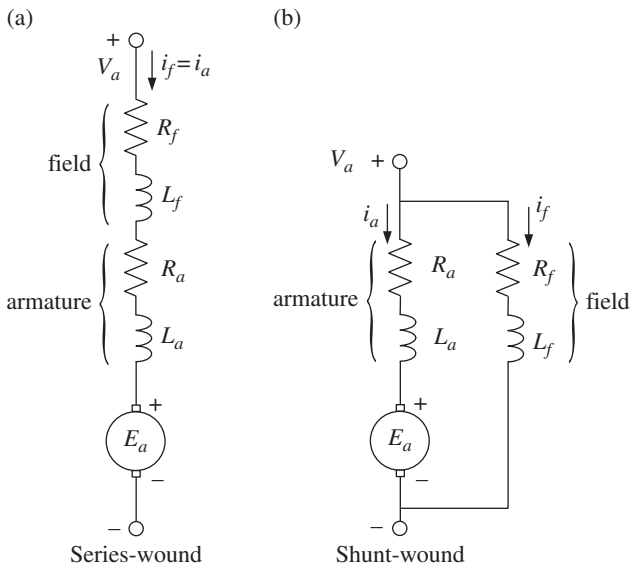 (a)
+
V_a
i_f = i_a
R_f
field
L_f
R_a
armature
L_a
+
E_a
−
−
Series-wound
(b)
V_a +
i_a
i_f
R_a
R_f
armature
field
L_a
L_f
+
E_a
−
−
Shunt-wound